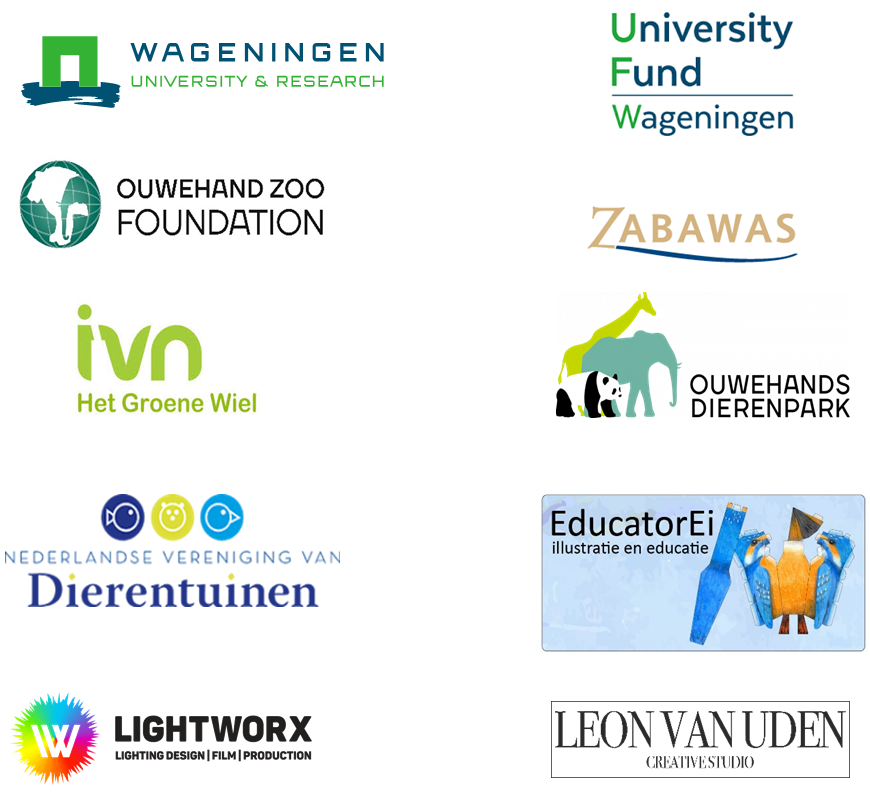 WAGENINGEN
UNIVERSITY & RESEARCH
University
Fund
Wageningen
OUWEHAND ZOO
FOUNDATION
ZABAWAS
ivn
Het Groene Wiel
OUWEHANDS
DIERENPARK
NEDERLANDSE VERENIGING VAN
Dierentuinen
EducatorEi
illustratie en educatie
W
LIGHTWORX
LIGHTING DESIGN | FILM | PRODUCTION
LEON VAN UDEN
CREATIVE STUDIO